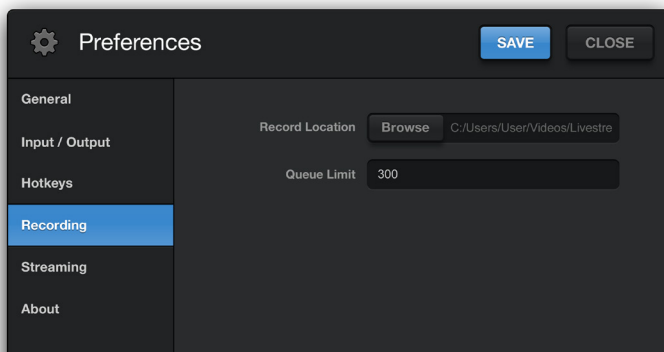 Preferences
SAVE
CLOSE
General
Input / Output
Hotkeys
Recording
Streaming
About
Record Location
Browse
C:/Users/User/Videos/Livestre
Queue Limit
300